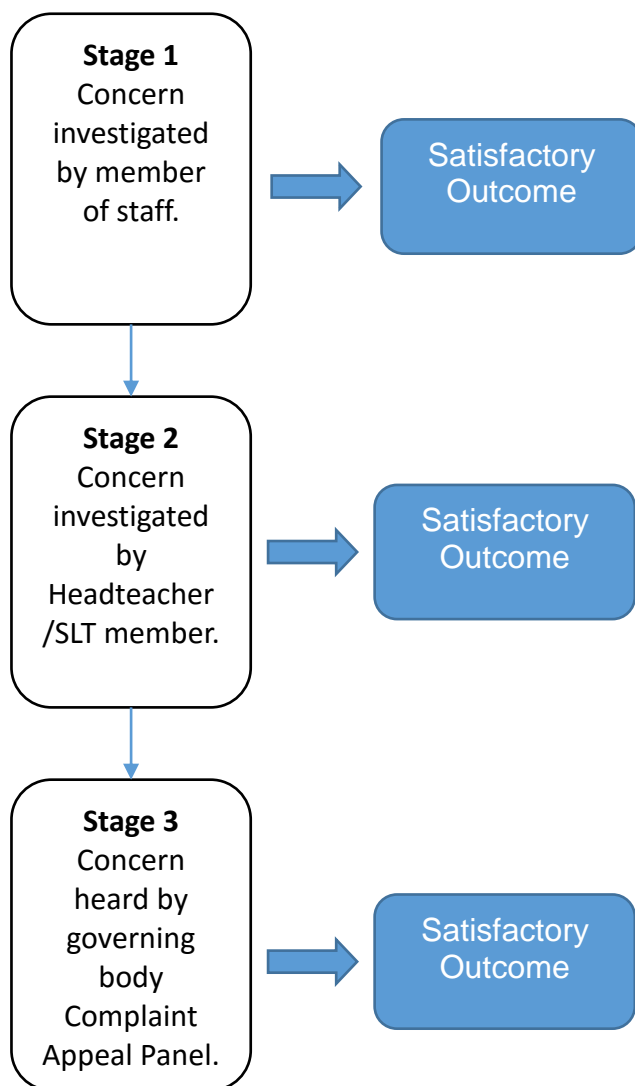 Stage 1
Concern
investigated
by member
of staff.
Satisfactory
Outcome
Stage 2
Concern
investigated
by
Headteacher
/SLT member.
Satisfactory
Outcome
Stage 3
Concern
heard by
governing
body
Complaint
Appeal Panel.
Satisfactory
Outcome